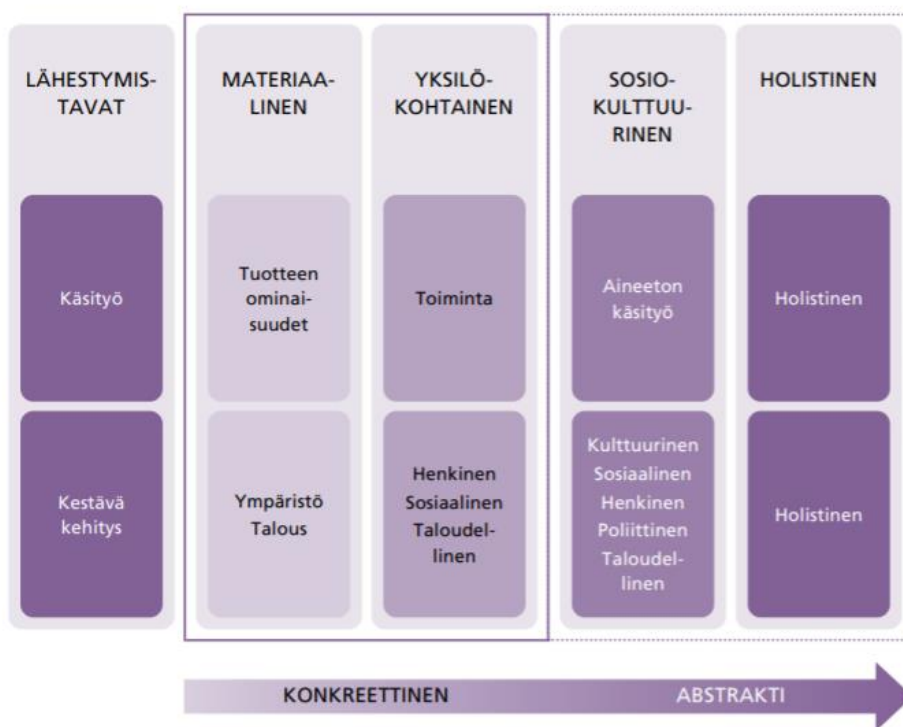 LÄHESTYMIS-
TAVAT
MATERIAA-
LINEN
YKSILÖ-
KOHTAINEN
SOSIO-
KULTTUU-
RINEN
HOLISTINEN
Käsityö
Tuotteen
ominai-
suudet
Toiminta
Aineeton
käsityö
Holistinen
Kestävä
kehitys
Ympäristö
Talous
Henkinen
Sosiaalinen
Taloudel-
linen
Kulttuurinen
Sosiaalinen
Henkinen
Poliittinen
Taloudel-
linen
Holistinen
KONKREETTINEN
ABSTRAKTI